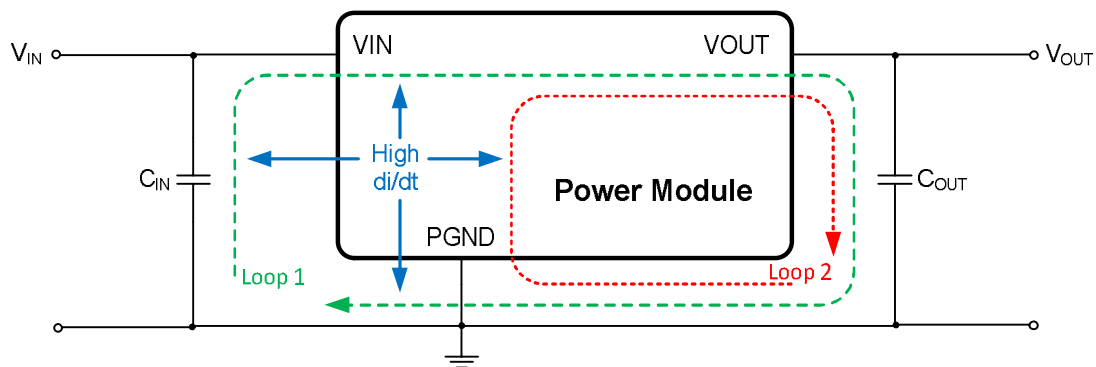 VIN
VIN
VOUT
VOUT
High
di/dt
CIN
Power Module
COUT
PGND
Loop 1
Loop 2